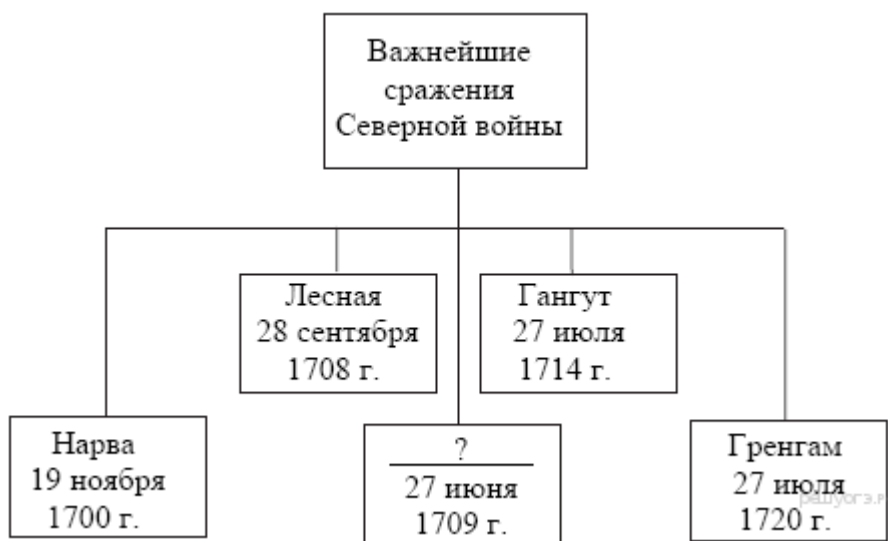 Важнейшие
сражения
Северной войны
Лесная
28 сентября
1708 г.
Гангут
27 июля
1714 г.
Нарва
19 ноября
1700 г.
?
27 июня
1709 г.
Гренгам
27 июля
1720 г.